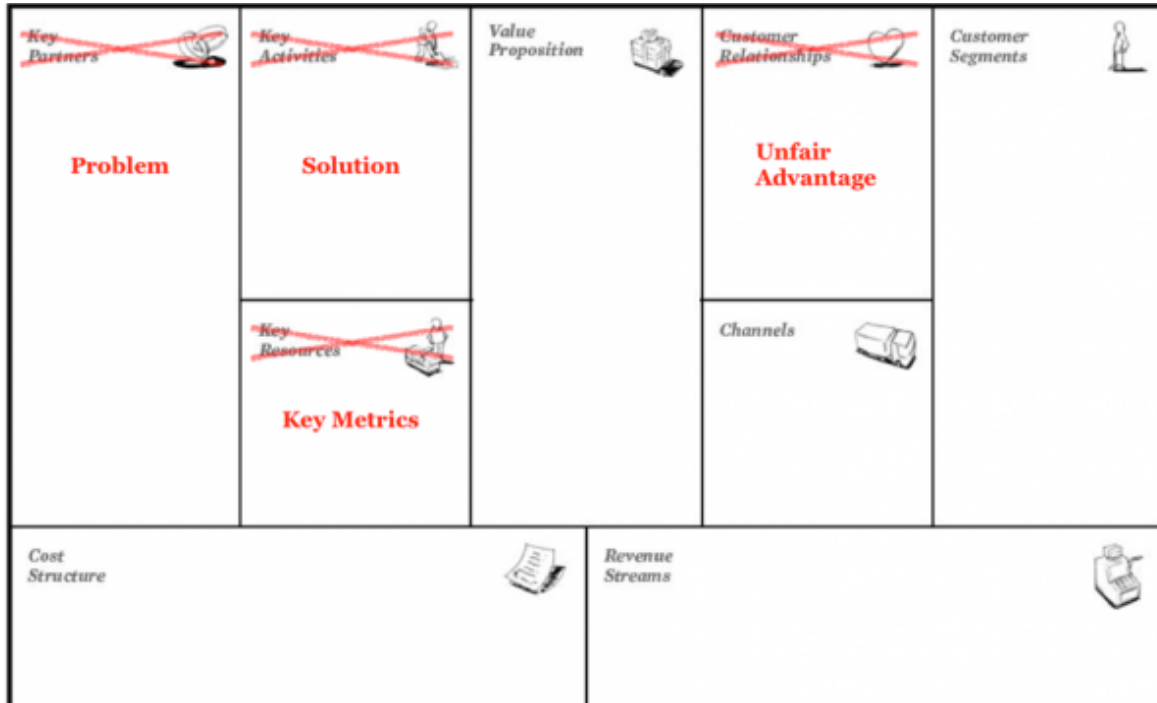 Key
Partners
Problem
Key
Activities
Solution
Key
Resources
Key Metrics
Value
Proposition
Customer
Relationships
Unfair
Advantage
Channels
Customer
Segments
Cost
Structure
Revenue
Streams